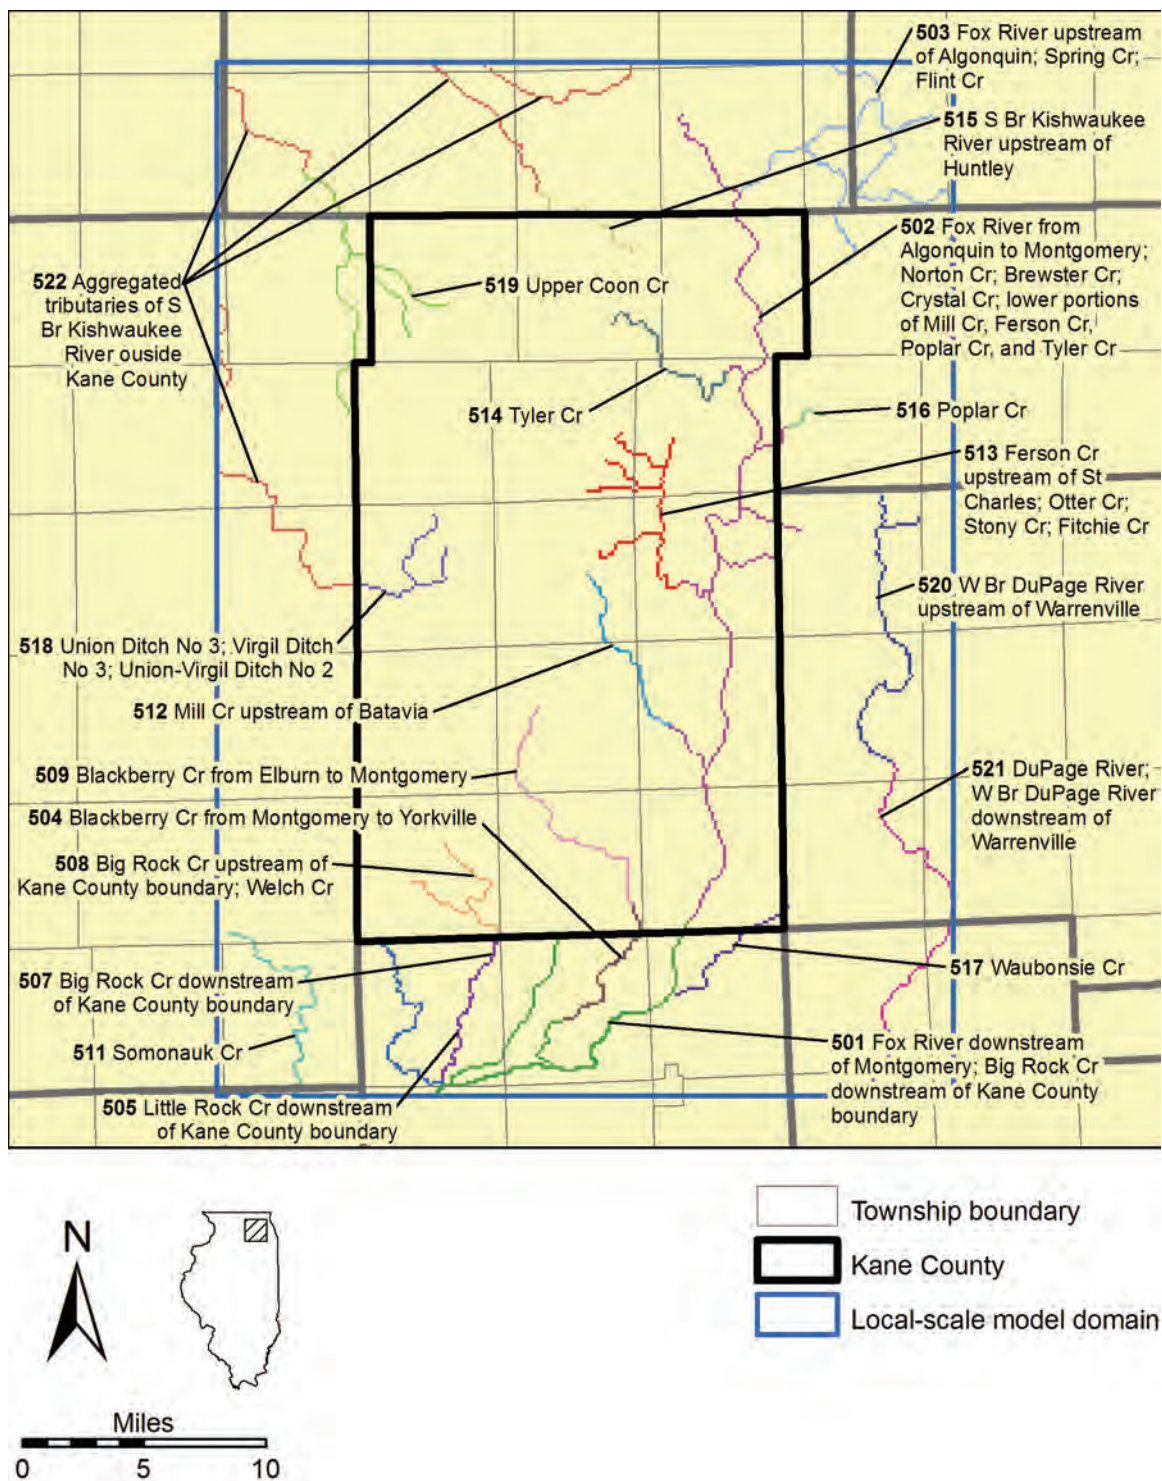 503 Fox River upstream
of Algonquin; Spring Cr;
Flint Cr
515 S Br Kishwaukee
River upstream of
Huntley
502 Fox River from
Algonquin to Montgomery;
Norton Cr; Brewster Cr;
Crystal Cr; lower portions
of Mill Cr, Ferson Cr,
Poplar Cr, and Tyler Cr
522 Aggregated
tributaries of S
Br Kishwaukee
River ouside
Kane County
519 Upper Coon Cr
514 Tyler Cr
516 Poplar Cr
513 Ferson Cr
upstream of St
Charles; Otter Cr;
Stony Cr; Fitchie Cr
520 W Br DuPage River
upstream of Warrenville
518 Union Ditch No 3; Virgil Ditch
No 3; Union-Virgil Ditch No 2
512 Mill Cr upstream of Batavia
509 Blackberry Cr from Elburn to Montgomery
521 DuPage River;
W Br DuPage River
downstream of
Warrenville
504 Blackberry Cr from Montgomery to Yorkville
508 Big Rock Cr upstream of
Kane County boundary; Welch Cr
507 Big Rock Cr downstream
of Kane County boundary
517 Waubonsie Cr
511 Somonauk Cr
501 Fox River downstream
of Montgomery; Big Rock Cr
downstream of Kane County
boundary
505 Little Rock Cr downstream
of Kane County boundary
N
Township boundary
Kane County
Local-scale model domain
Miles
0 5 10